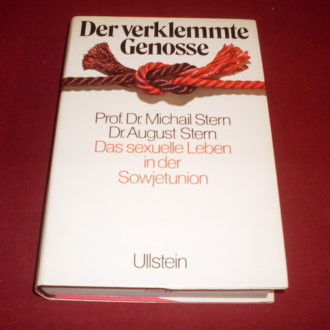 Der verklemmte
Genosse
Prof. Dr. Michail Stern
Dr. August Stern
Das sexuelle Leben
in der
Sowjetunion
Ullstein